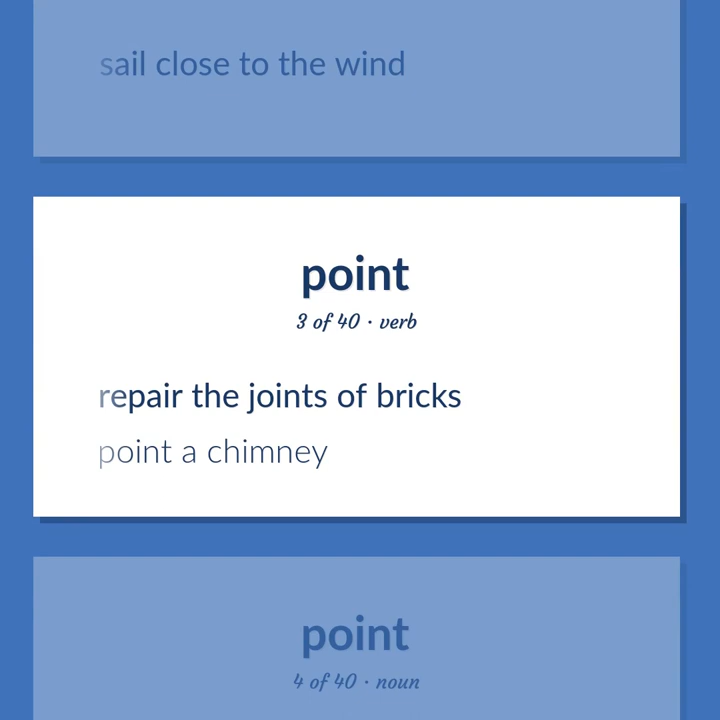 sail close to the wind
point
3 of 40 · verb
repair the joints of bricks
point a chimney
point
4 of 40 · noun